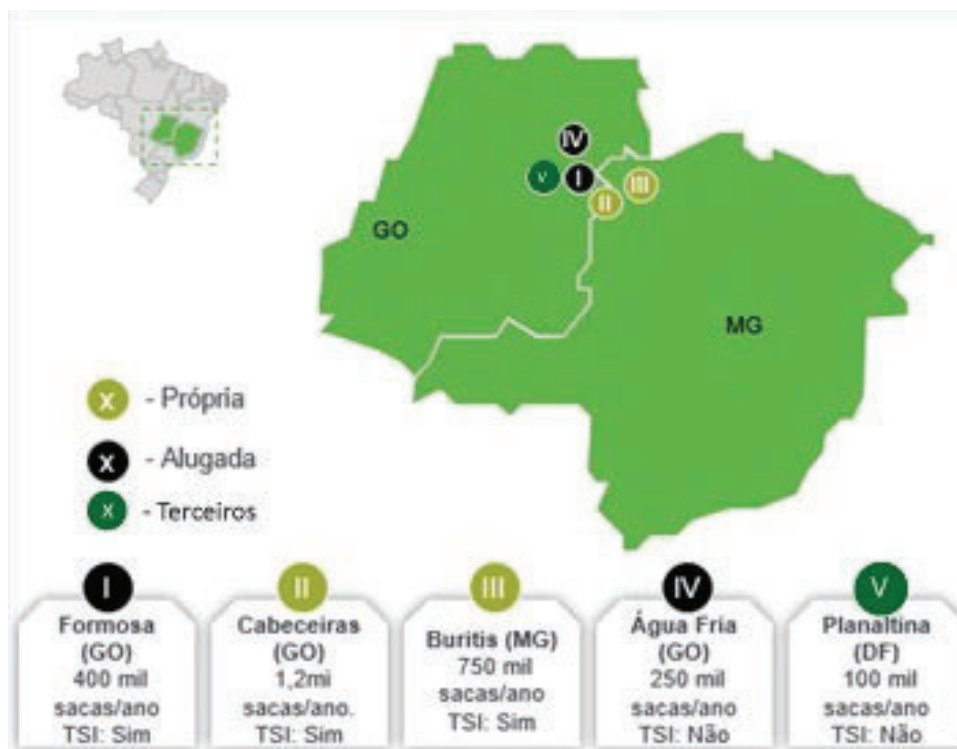 IV
V
I
III
II
GO
MG
X - Própria
X - Alugada
X - Terceiros
I
Formosa
(GO)
400 mil
sacas/ano
TSI: Sim
II
Cabeceiras
(GO)
1,2mi
sacas/ano.
TSI: Sim
III
Buritis (MG)
750 mil
sacas/ano
TSI: Sim
IV
Água Fria
(GO)
250 mil
sacas/ano
TSI: Não
V
Planaltina
(DF)
100 mil
sacas/ano
TSI: Não